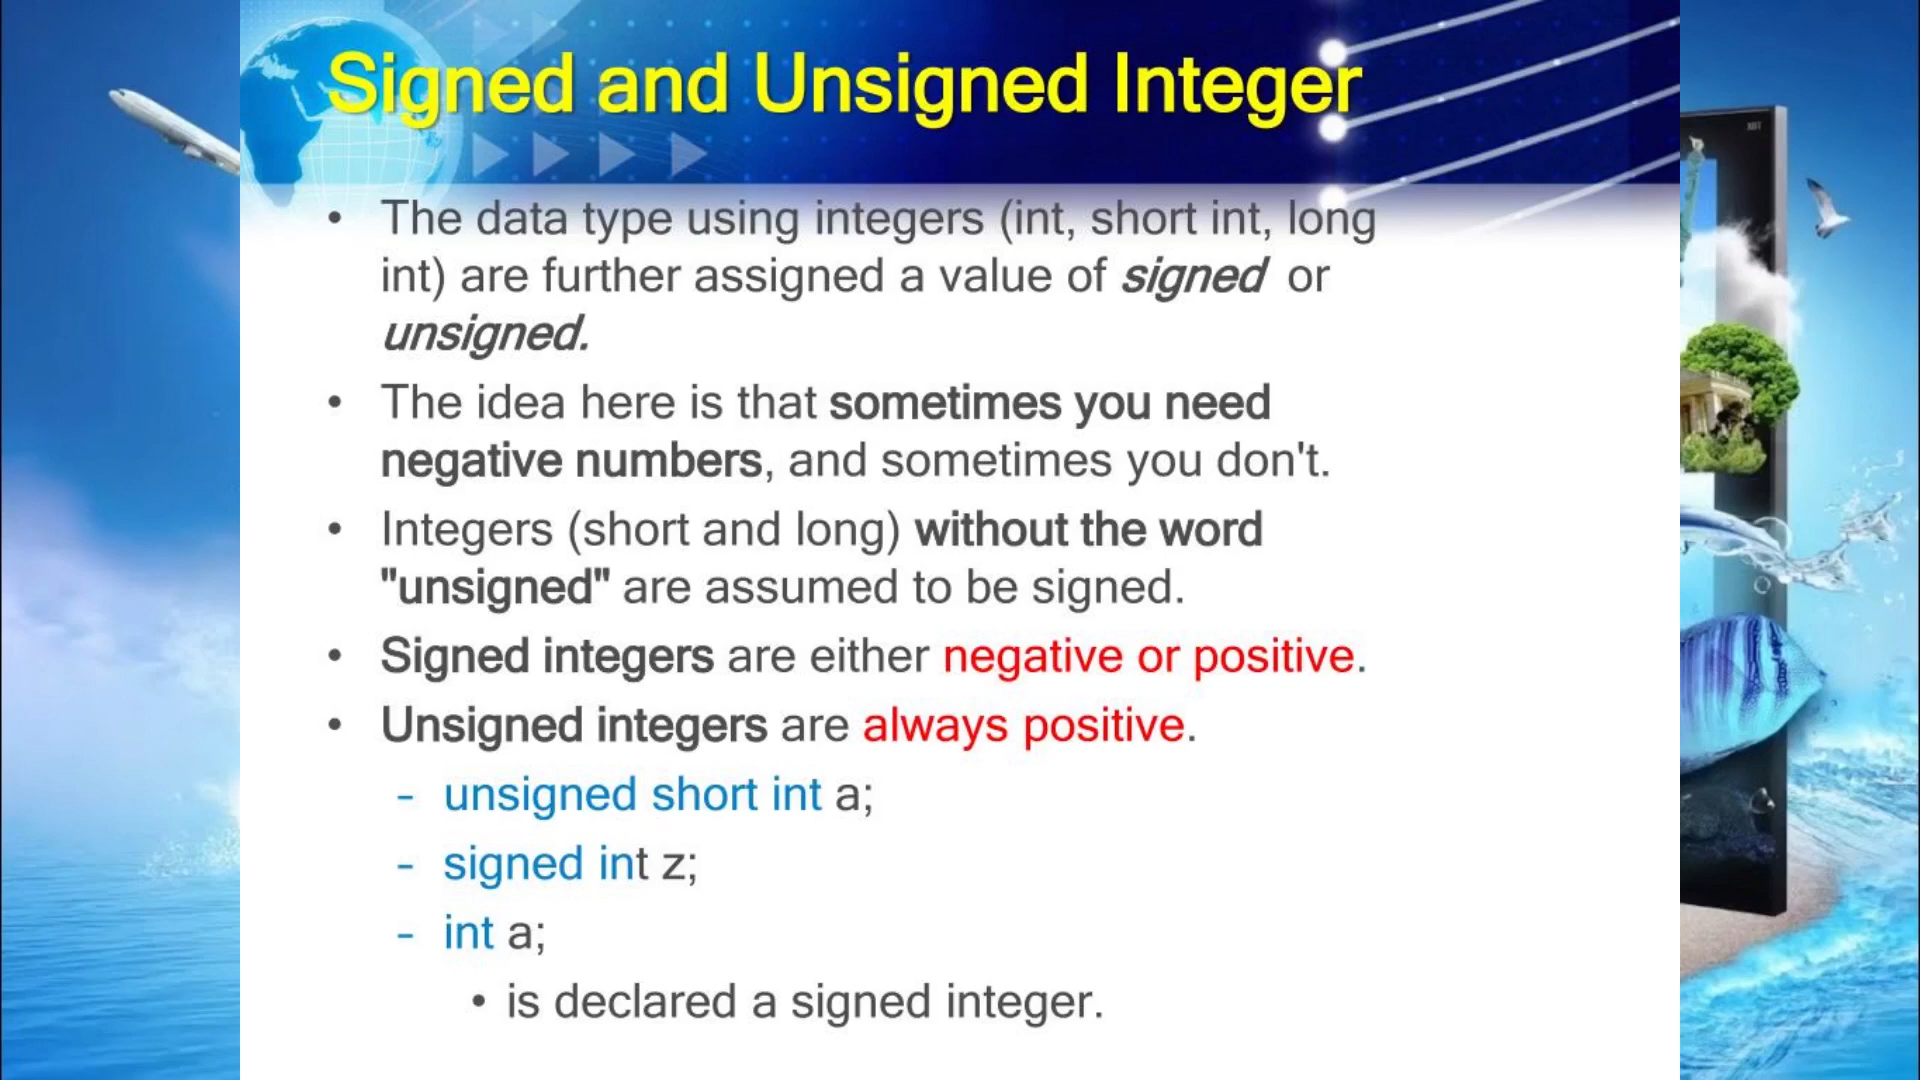 Signed and Unsigned Integer
• The data type using integers (int, short int, long
int) are further assigned a value of signed or
unsigned.
• The idea here is that sometimes you need
negative numbers, and sometimes you don't.
• Integers (short and long) without the word
"unsigned" are assumed to be signed.
• Signed integers are either negative or positive.
• Unsigned integers are always positive.
– unsigned short int a;
– signed int z;
– int a;
• is declared a signed integer.